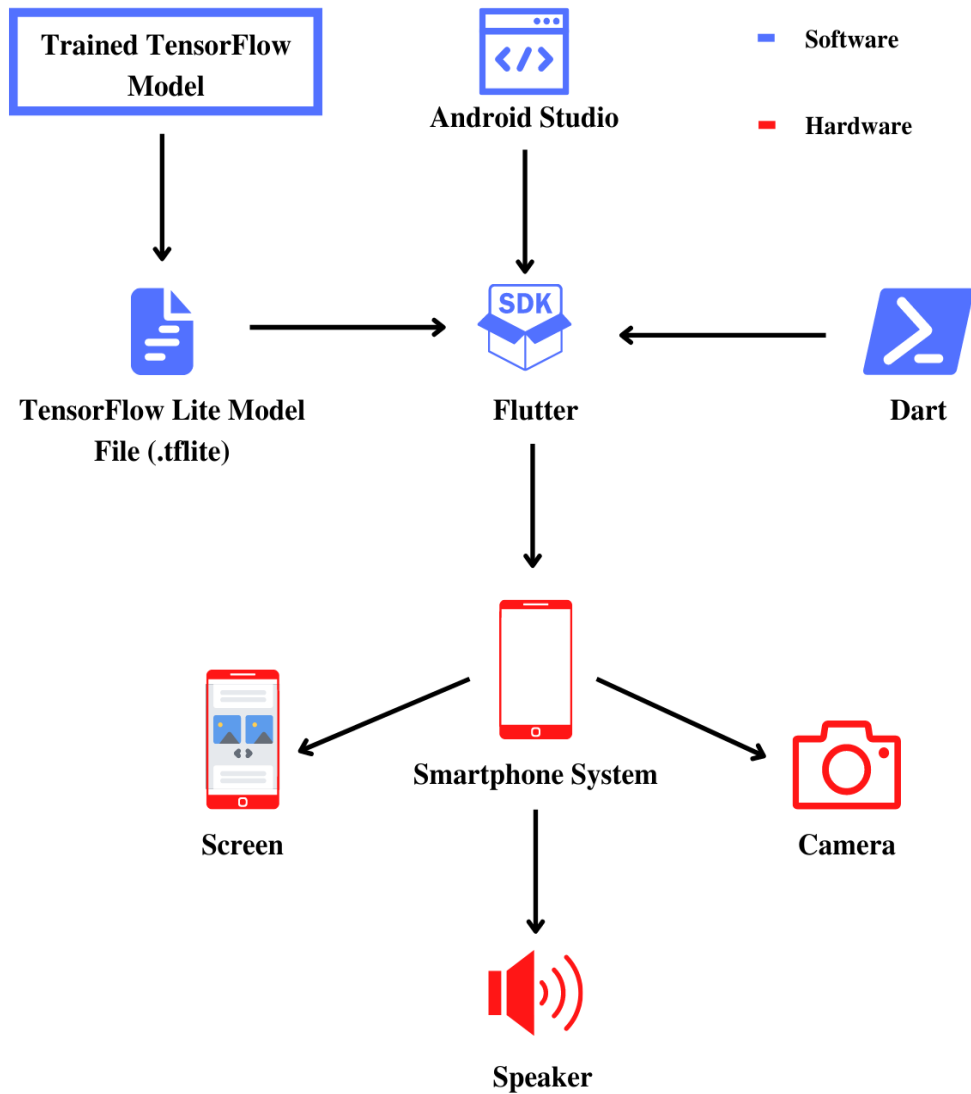 Trained TensorFlow
Model
Android Studio
Software
Hardware
SDK
TensorFlow Lite Model
File (.tflite)
Flutter
Dart
Smartphone System
Screen
Camera
Speaker